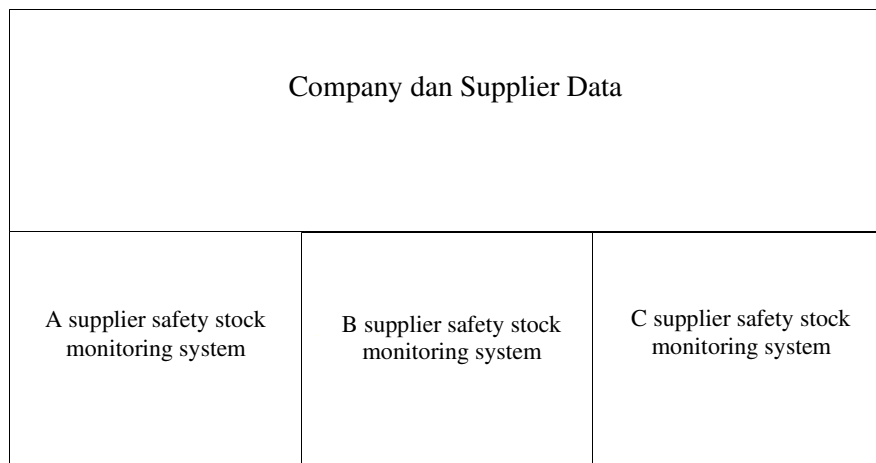 Company dan Supplier Data
A supplier safety stock
monitoring system
B supplier safety stock
monitoring system
C supplier safety stock
monitoring system